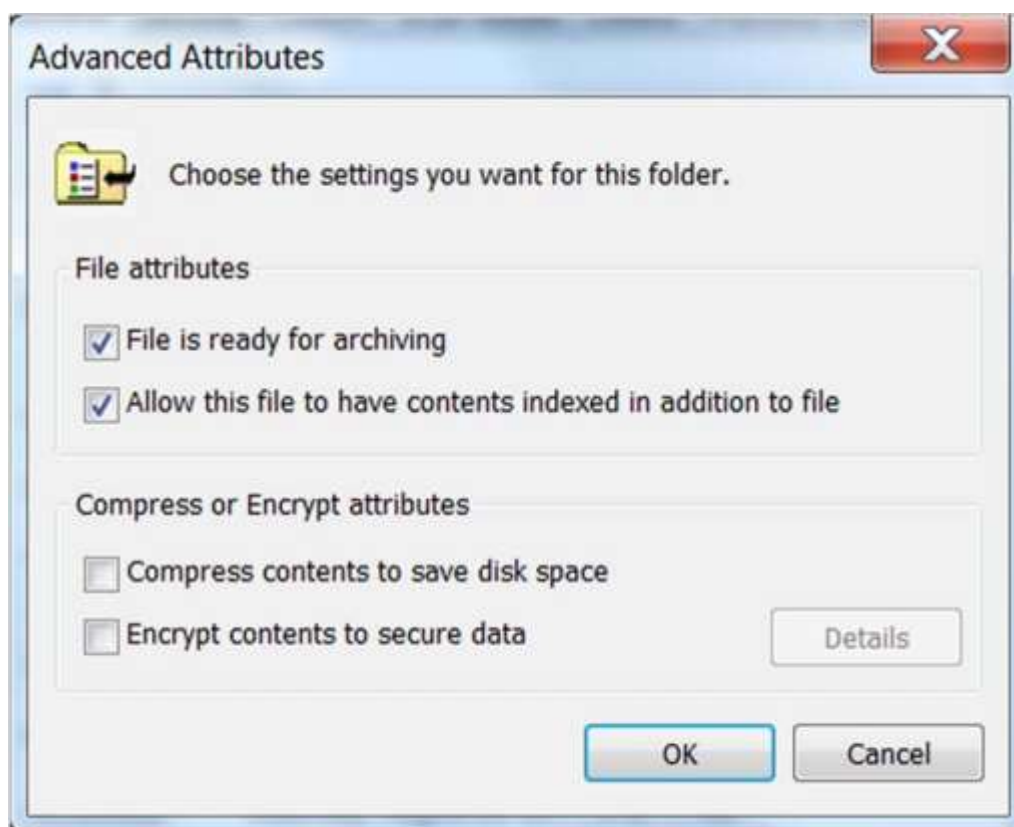 Advanced Attributes
Choose the settings you want for this folder.
File attributes
File is ready for archiving
Allow this file to have contents indexed in addition to file
Compress or Encrypt attributes
Compress contents to save disk space
Encrypt contents to secure data
Details
OK
Cancel